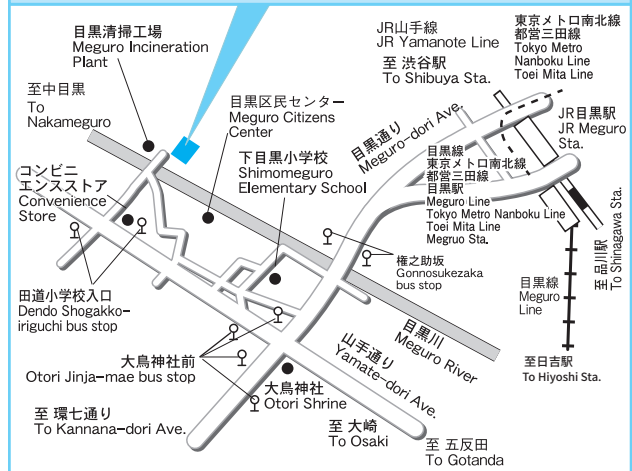 目黒清掃工場
Meguro Incineration
Plant
JR山手線
JR Yamanote Line
至 渋谷駅
To Shibuya Sta.
東京メトロ南北線
都営三田線
Tokyo Metro
Nanboku Line
Toei Mita Line
至中目黒
To
Nakameguro
目黒区民センター
Meguro Citizens
Center
目黒通り
Meguro-dori Ave.
JR目黒駅
JR Meguro
Sta.
下目黒小学校
Shimomeguro
Elementary School
目黒線
東京メトロ南北線
都営三田線
目黒駅
Meguro Line
Tokyo Metro Nanboku Line
Toei Mita Line
Megruo Sta.
コンビニ
エンスストア
Convenience
Store
至 品川駅
To Shinagawa Sta.
権之助坂
Gonnosukezaka
bus stop
目黒線
Meguro
Line
田道小学校入口
Dendo Shogakko-
iriguchi bus stop
目黒川
Meguro River
山手通り
Yamate-dori Ave.
大鳥神社前
Otori Jinja-mae bus stop
至日吉駅
To Hiyoshi Sta.
大鳥神社
Otori Shrine
至 環七通り
To Kannana-dori Ave.
至 大崎
To Osaki
至 五反田
To Gotanda